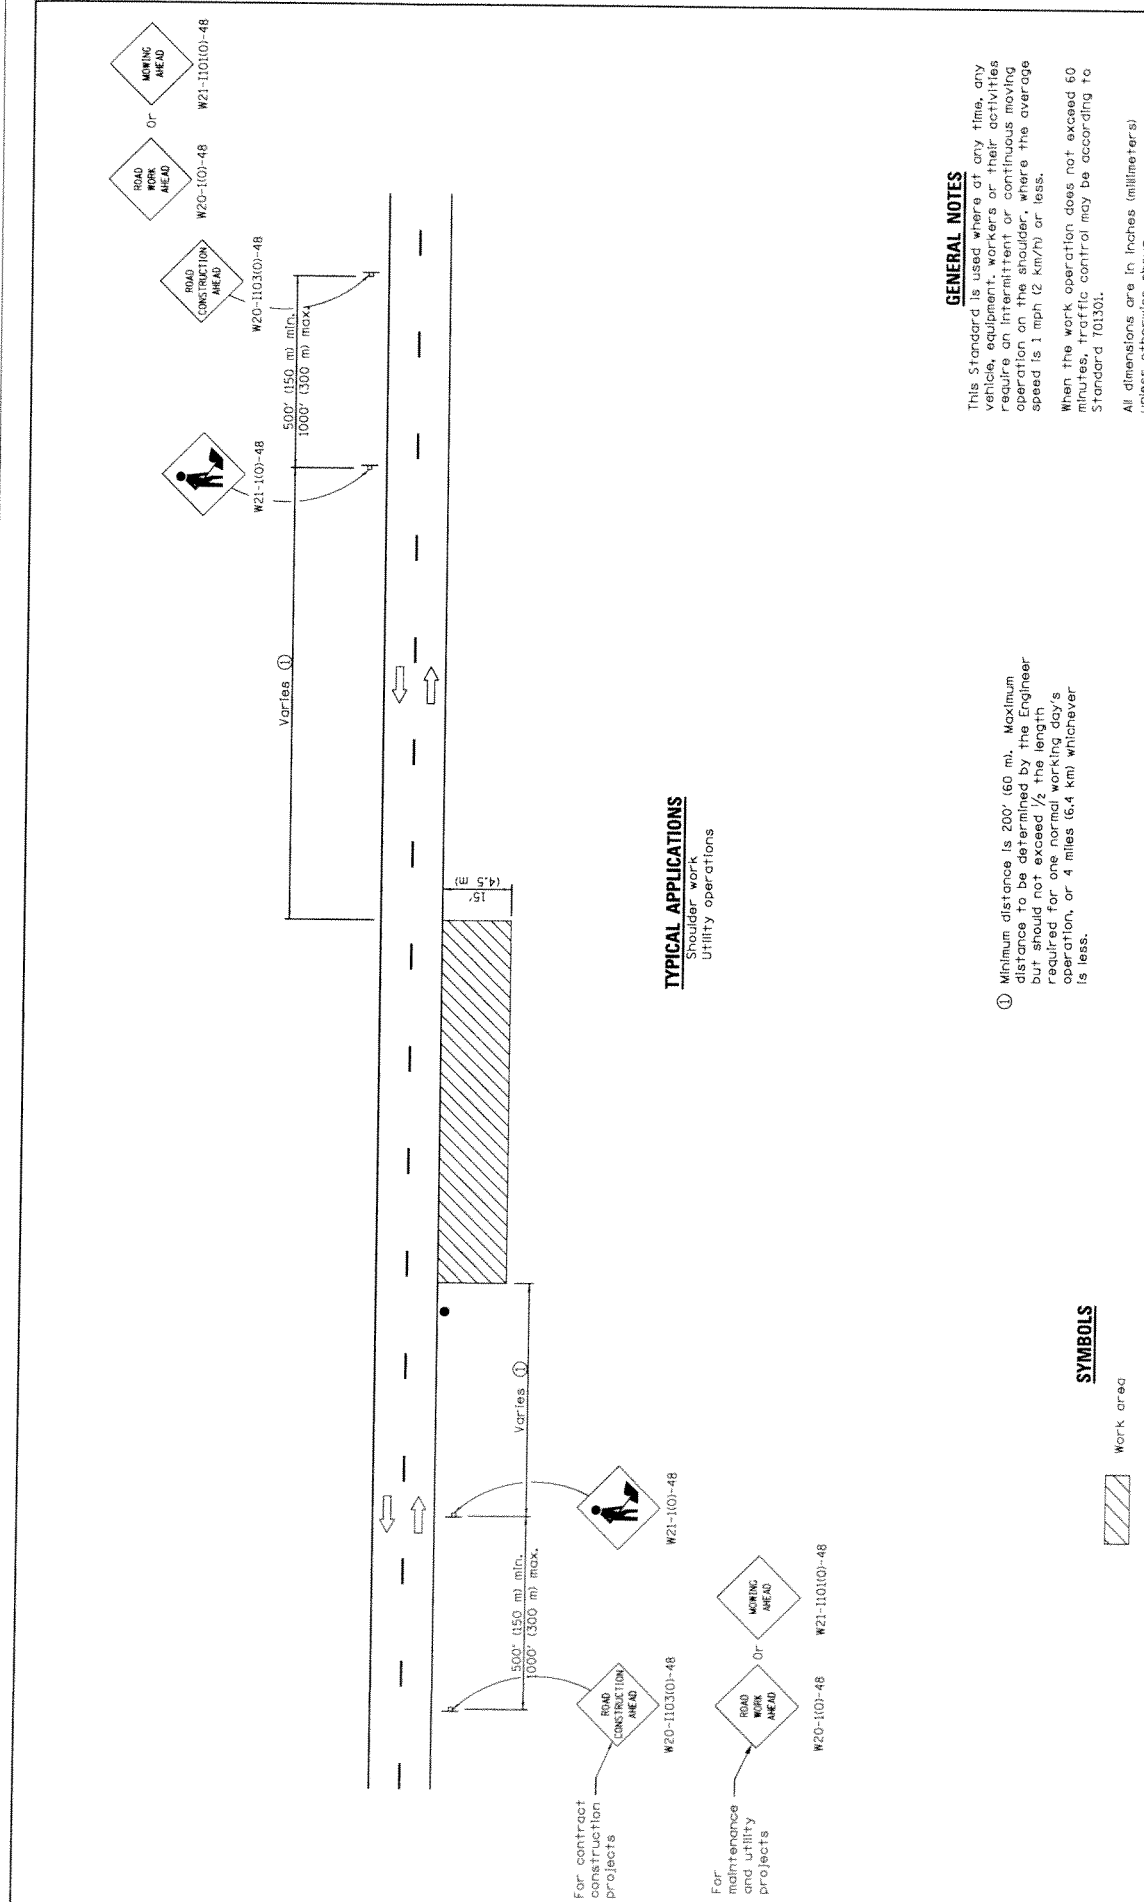 MOWING
AHEAD
W21-I101(O)-48
Or
ROAD
WORK
AHEAD
W20-1(O)-48
ROAD
CONSTRUCTION
AHEAD
W20-I103(O)-48
500' (150 m) min.
1000' (300 m) max.
W21-1(O)-48
Varies ①
15'
(4.5 m)
Varies ①
500' (150 m) min.
1000' (300 m) max.
W21-1(O)-48
For contract
construction
projects
ROAD
CONSTRUCTION
AHEAD
W20-I103(O)-48
For
maintenance
and utility
projects
ROAD
WORK
AHEAD
W20-1(O)-48
Or
MOWING
AHEAD
W21-I101(O)-48
TYPICAL APPLICATIONS
Shoulder work
Utility operations
SYMBOLS
Work area
① Minimum distance is 200' (60 m). Maximum
distance to be determined by the Engineer
but should not exceed 1/2 the length
required for one normal working day's
operation, or 4 miles (6.4 km) whichever
is less.
GENERAL NOTES
This Standard is used where at any time, any
vehicle, equipment, workers or their activities
require an intermittent or continuous moving
operation on the shoulder, where the average
speed is 1 mph (2 km/h) or less.
When the work operation does not exceed 60
minutes, traffic control may be according to
Standard 701301.
All dimensions are in inches (millimeters)